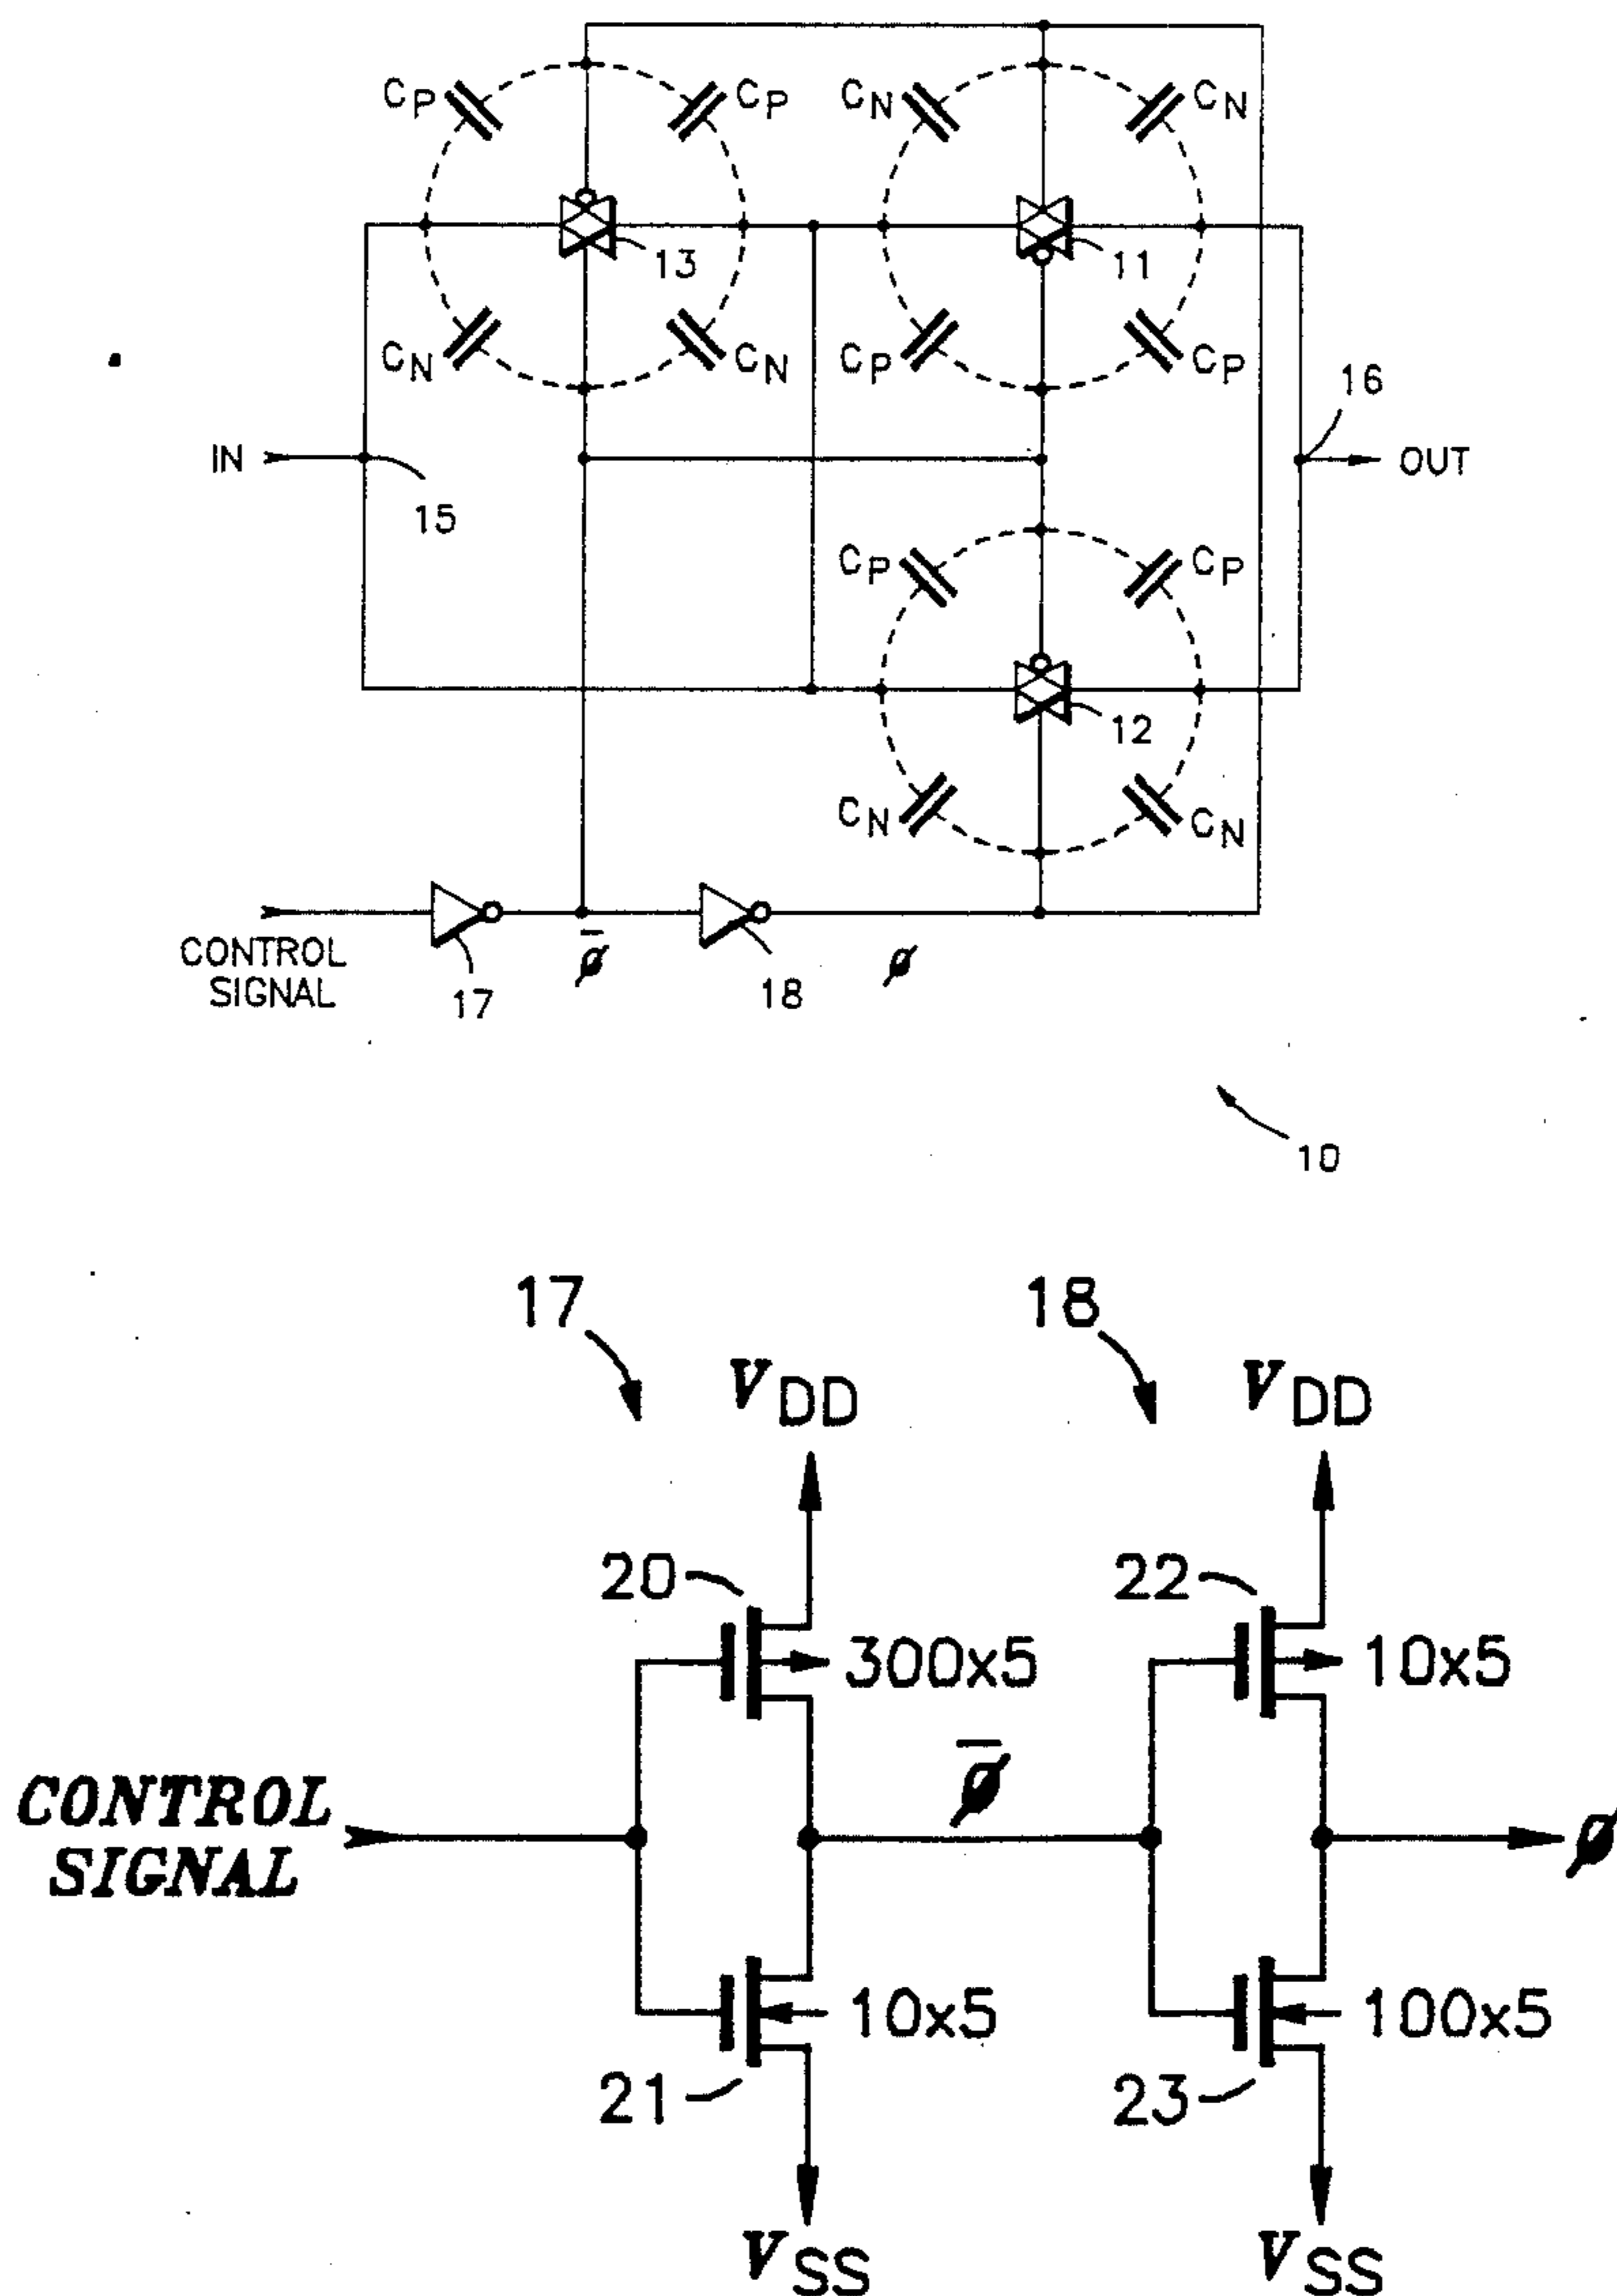 CP
CP
CN
CN
13
11
CN
CN
CP
CP
16
IN
OUT
15
CP
CP
12
CN
CN
CONTROL
SIGNAL
17
ø̄
18
ø
10
17
18
VDD
VDD
20
300x5
22
10x5
CONTROL
SIGNAL
ø̄
ø
10x5
100x5
21
23
VSS
VSS